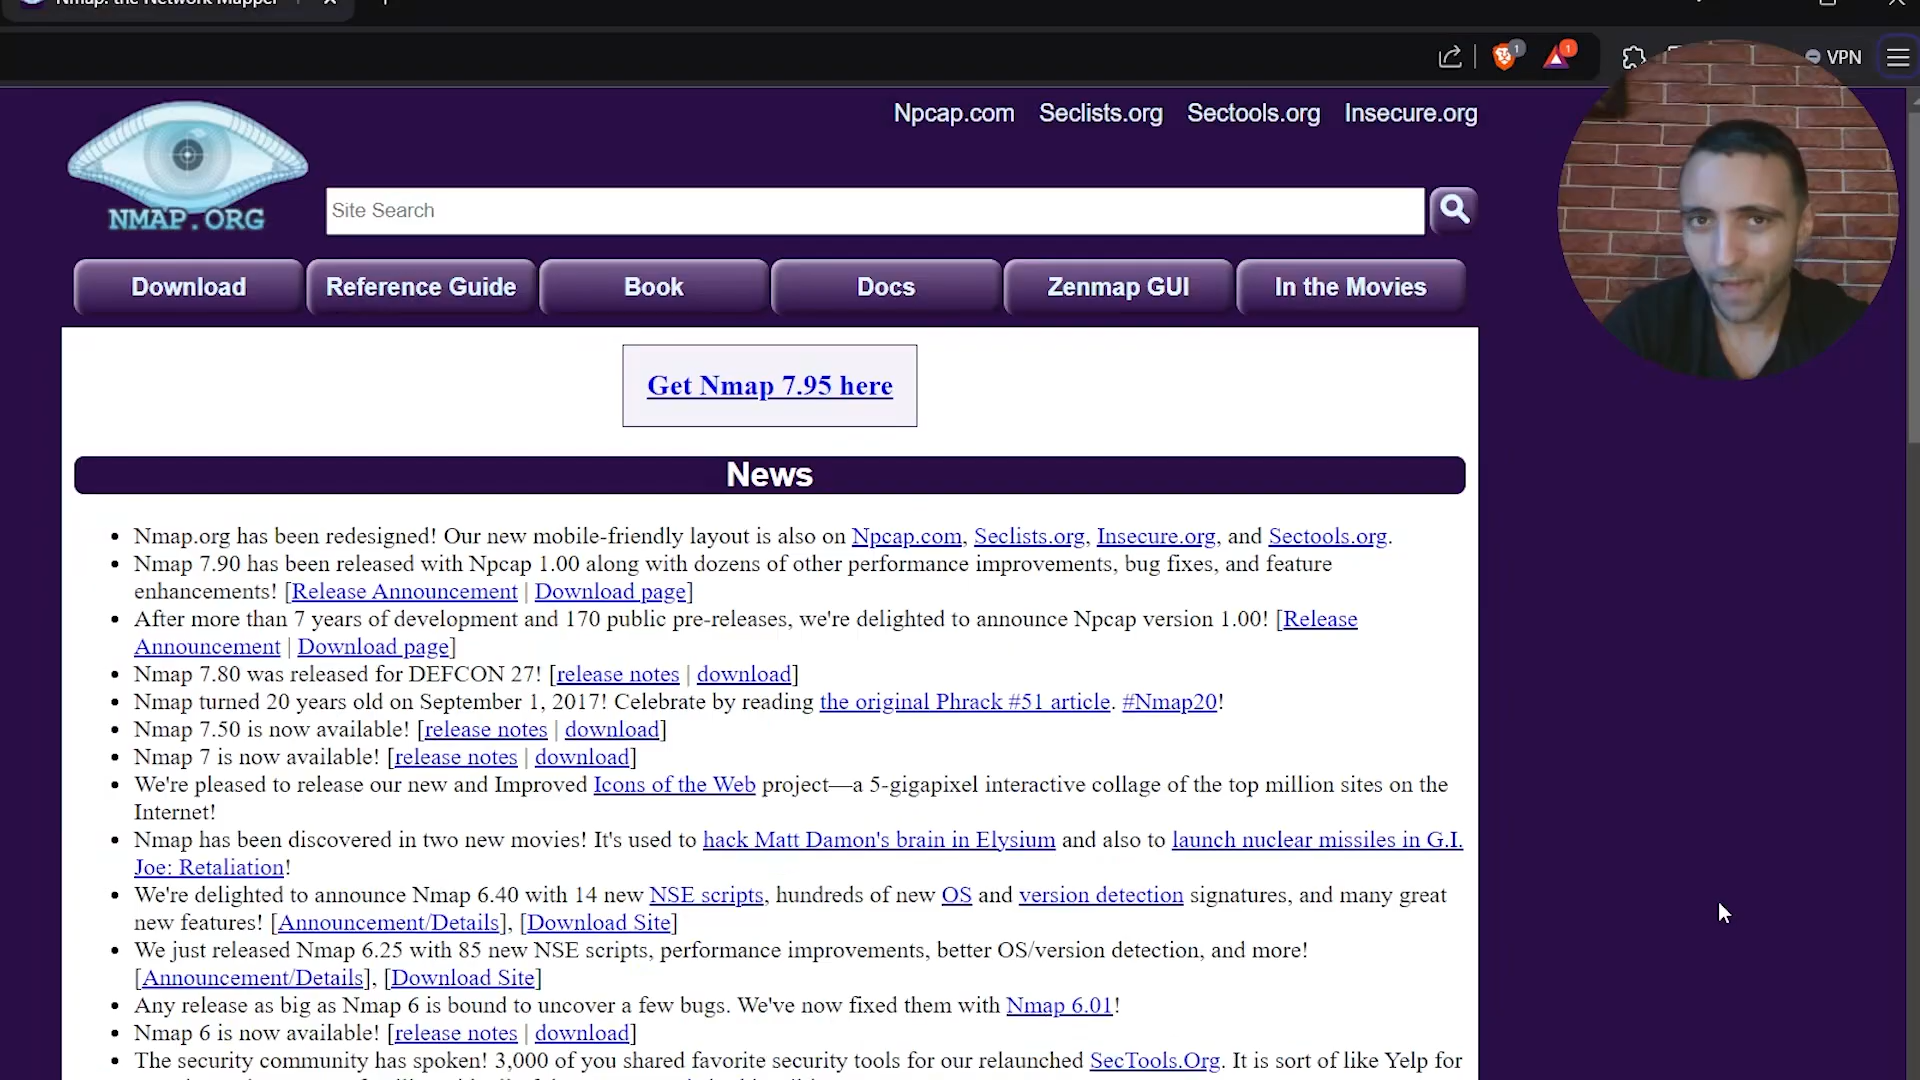 Nmap: the Network Mapper
1
1
VPN
Npcap.com Seclists.org Sectools.org Insecure.org
NMAP.ORG
Site Search
Download Reference Guide Book Docs Zenmap GUI In the Movies
Get Nmap 7.95 here
News
Nmap.org has been redesigned! Our new mobile-friendly layout is also on Npcap.com, Seclists.org, Insecure.org, and Sectools.org.
Nmap 7.90 has been released with Npcap 1.00 along with dozens of other performance improvements, bug fixes, and feature
enhancements! [Release Announcement | Download page]
After more than 7 years of development and 170 public pre-releases, we're delighted to announce Npcap version 1.00! [Release
Announcement | Download page]
Nmap 7.80 was released for DEFCON 27! [release notes | download]
Nmap turned 20 years old on September 1, 2017! Celebrate by reading the original Phrack #51 article. #Nmap20!
Nmap 7.50 is now available! [release notes | download]
Nmap 7 is now available! [release notes | download]
We're pleased to release our new and Improved Icons of the Web project—a 5-gigapixel interactive collage of the top million sites on the
Internet!
Nmap has been discovered in two new movies! It's used to hack Matt Damon's brain in Elysium and also to launch nuclear missiles in G.I.
Joe: Retaliation!
We're delighted to announce Nmap 6.40 with 14 new NSE scripts, hundreds of new OS and version detection signatures, and many great
new features! [Announcement/Details], [Download Site]
We just released Nmap 6.25 with 85 new NSE scripts, performance improvements, better OS/version detection, and more!
[Announcement/Details], [Download Site]
Any release as big as Nmap 6 is bound to uncover a few bugs. We've now fixed them with Nmap 6.01!
Nmap 6 is now available! [release notes | download]
The security community has spoken! 3,000 of you shared favorite security tools for our relaunched SecTools.Org. It is sort of like Yelp for